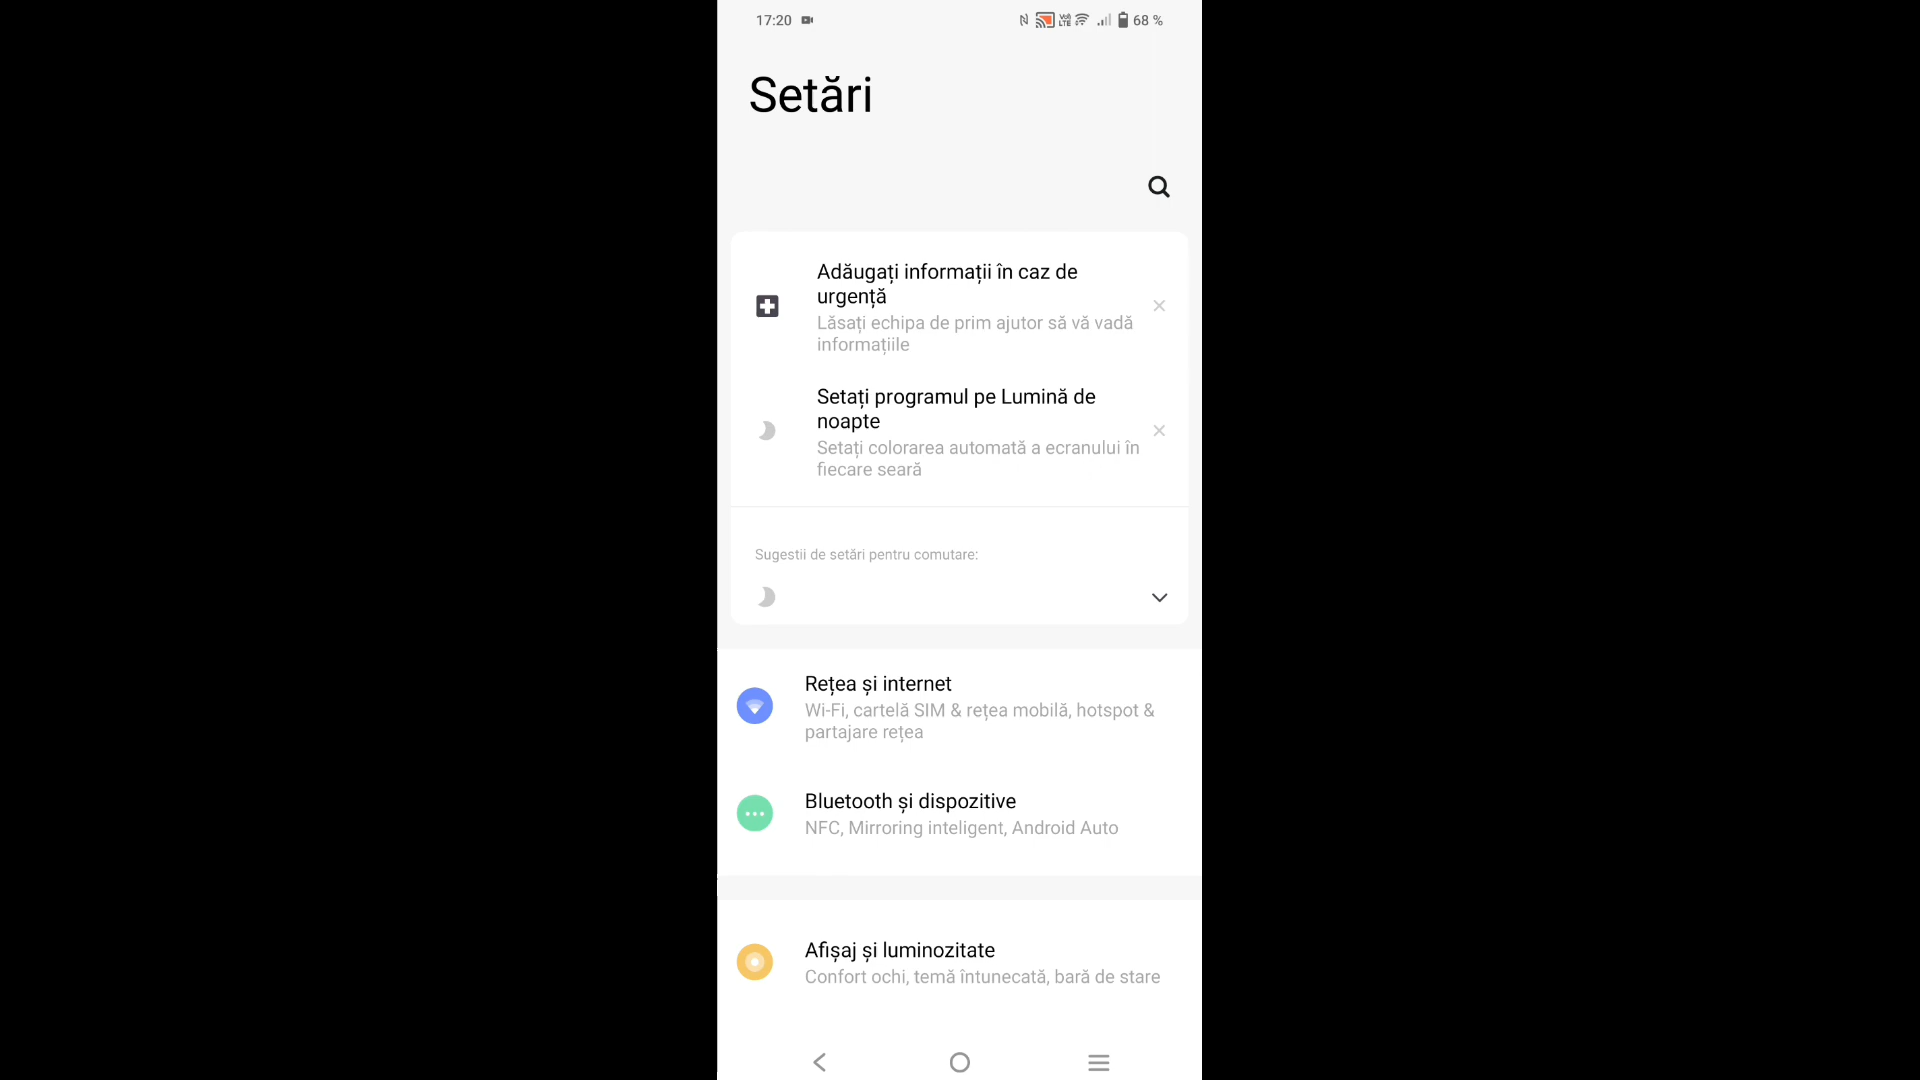 17:20
Vo) LTE 68 %
Setări
Adăugați informații în caz de
urgență
Lăsați echipa de prim ajutor să vă vadă
informațiile
Setați programul pe Lumină de
noapte
Setați colorarea automată a ecranului în
fiecare seară
Sugestii de setări pentru comutare:
Rețea și internet
Wi-Fi, cartelă SIM & rețea mobilă, hotspot &
partajare rețea
Bluetooth și dispozitive
NFC, Mirroring inteligent, Android Auto
Afișaj și luminozitate
Confort ochi, temă întunecată, bară de stare